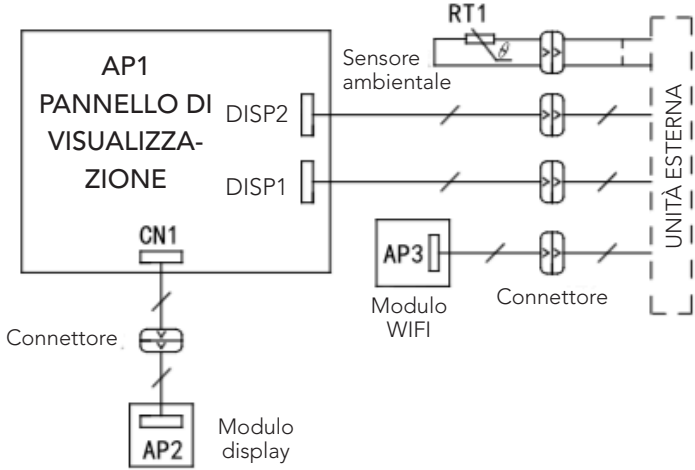 RT1
Sensore
ambientale
AP1
PANNELLO DI
VISUALIZZA-
ZIONE
DISP2
DISP1
CN1
UNITÀ ESTERNA
AP3
Modulo
WIFI
Connettore
Connettore
AP2
Modulo
display
θ